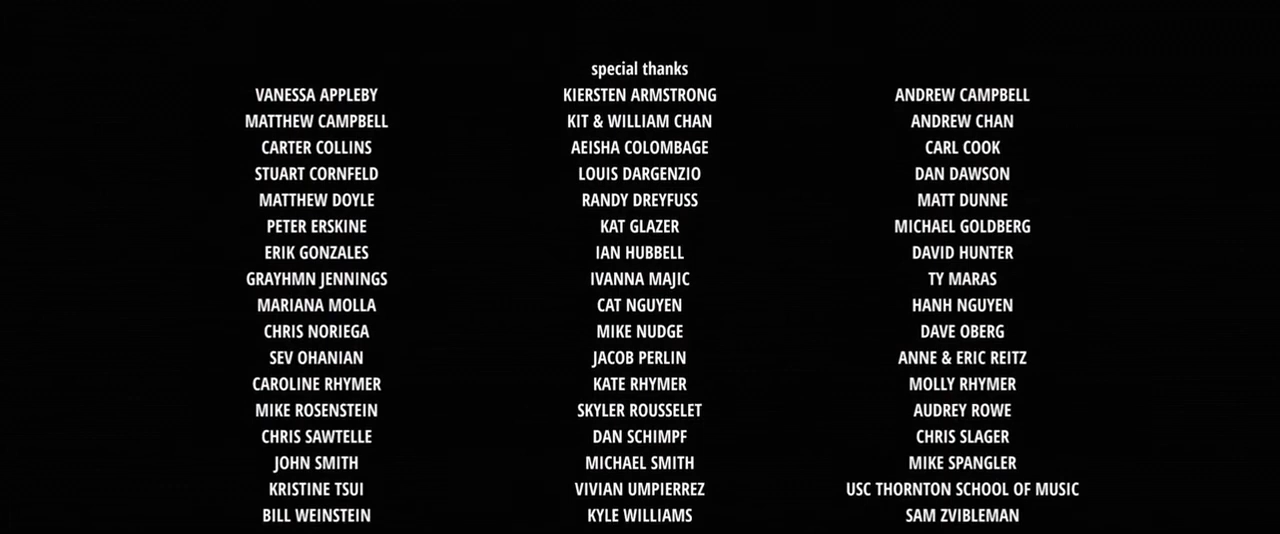 special thanks
VANESSA APPLEBY KIERSTEN ARMSTRONG ANDREW CAMPBELL
MATTHEW CAMPBELL KIT & WILLIAM CHAN ANDREW CHAN
CARTER COLLINS AEISHA COLOMBAGE CARL COOK
STUART CORNFELD LOUIS DARGENZIO DAN DAWSON
MATTHEW DOYLE RANDY DREYFUSS MATT DUNNE
PETER ERSKINE KAT GLAZER MICHAEL GOLDBERG
ERIK GONZALES IAN HUBBELL DAVID HUNTER
GRAYHMN JENNINGS IVANNA MAJIC TY MARAS
MARIANA MOLLA CAT NGUYEN HANH NGUYEN
CHRIS NORIEGA MIKE NUDGE DAVE OBERG
SEV OHANIAN JACOB PERLIN ANNE & ERIC REITZ
CAROLINE RHYMER KATE RHYMER MOLLY RHYMER
MIKE ROSENSTEIN SKYLER ROUSSELET AUDREY ROWE
CHRIS SAWTELLE DAN SCHIMPF CHRIS SLAGER
JOHN SMITH MICHAEL SMITH MIKE SPANGLER
KRISTINE TSUI VIVIAN UMPIERREZ USC THORNTON SCHOOL OF MUSIC
BILL WEINSTEIN KYLE WILLIAMS SAM ZVIBLEMAN